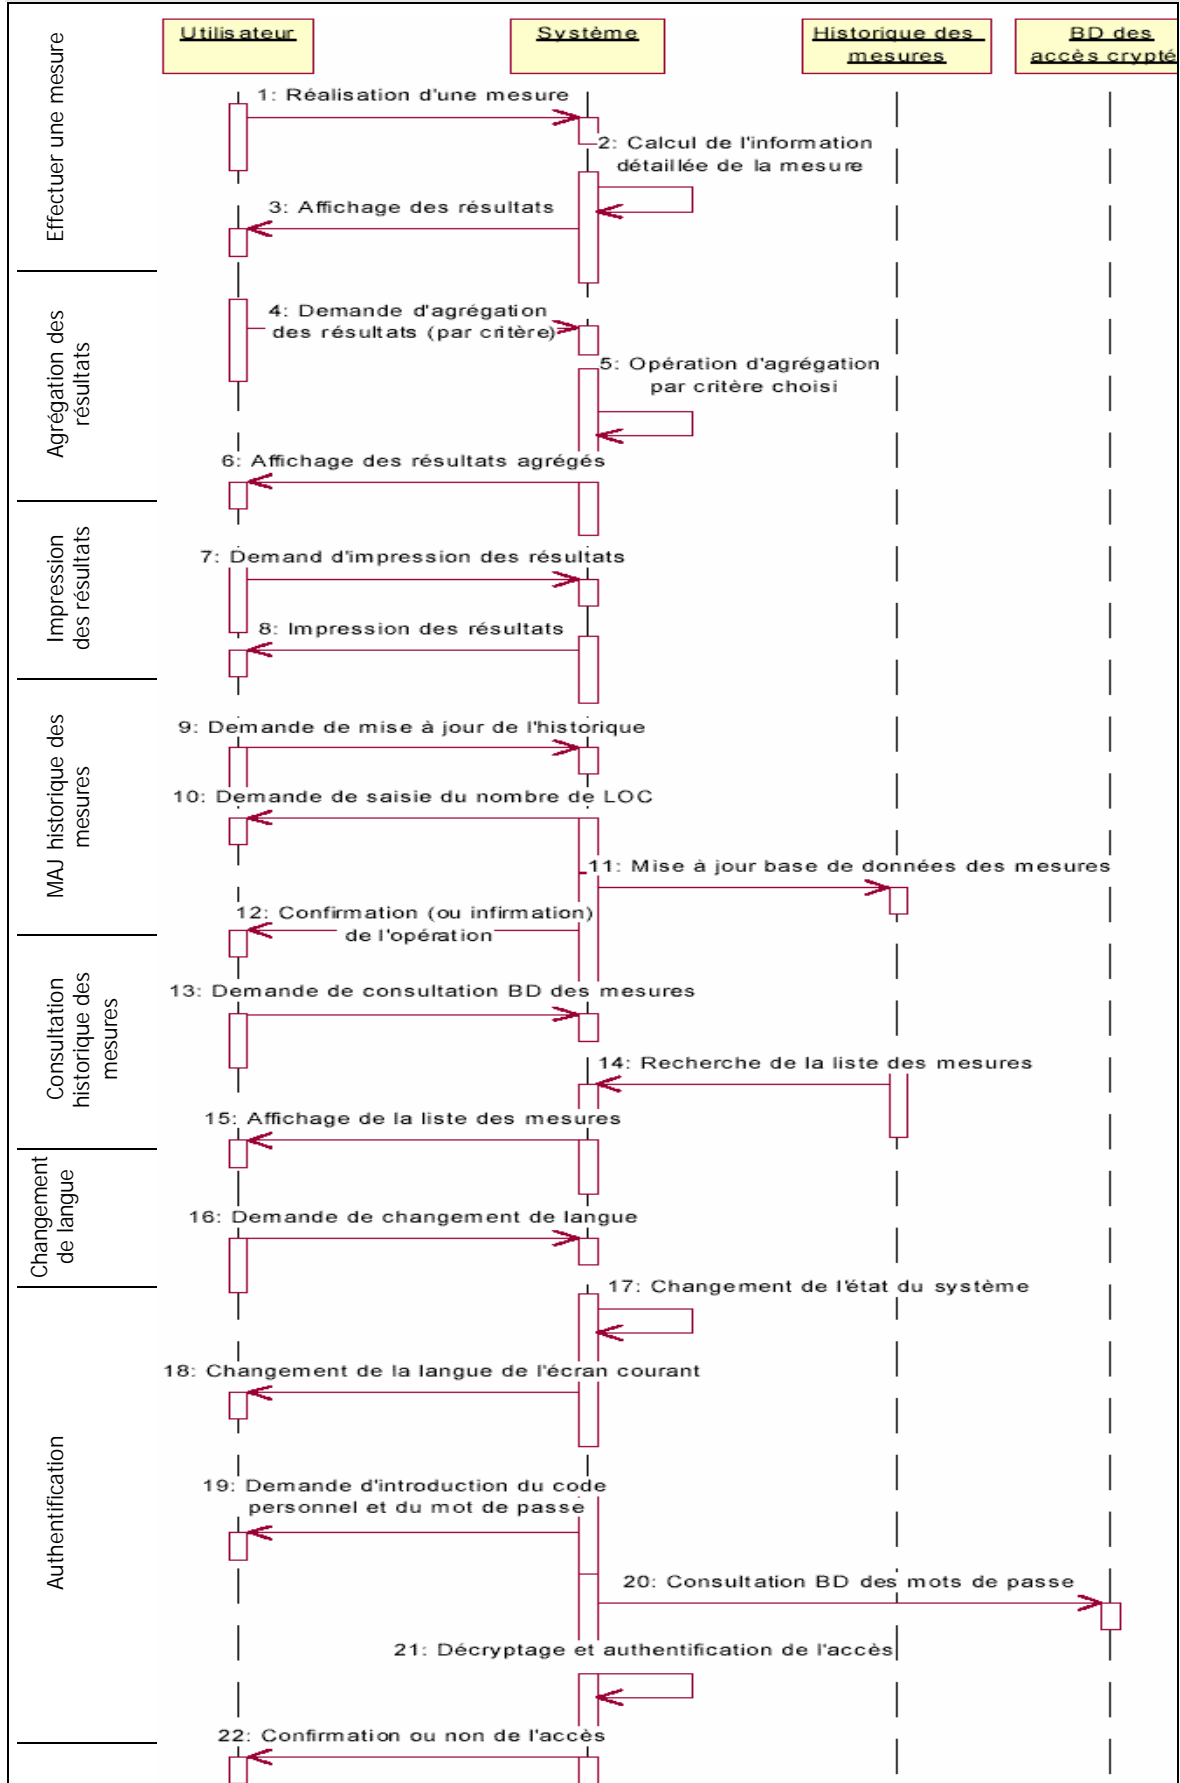 Utilisateur
Système
Historique des
mesures
BD des
accès crypté
Effectuer une mesure
1: Réalisation d'une mesure
2: Calcul de l'information
détaillée de la mesure
3: Affichage des résultats
Agrégation des
résultats
4: Demande d'agrégation
des résultats (par critère)
5: Opération d'agrégation
par critère choisi
6: Affichage des résultats agrégés
Impression
des résultats
7: Demand d'impression des résultats
8: Impression des résultats
MAJ historique des
mesures
9: Demande de mise à jour de l'historique
10: Demande de saisie du nombre de LOC
11: Mise à jour base de données des mesures
12: Confirmation (ou infirmation)
de l'opération
Consultation
historique des
mesures
13: Demande de consultation BD des mesures
14: Recherche de la liste des mesures
15: Affichage de la liste des mesures
Changement
de langue
16: Demande de changement de langue
17: Changement de l'état du système
18: Changement de la langue de l'écran courant
Authentification
19: Demande d'introduction du code
personnel et du mot de passe
20: Consultation BD des mots de passe
21: Décryptage et authentification de l'accès
22: Confirmation ou non de l'accès